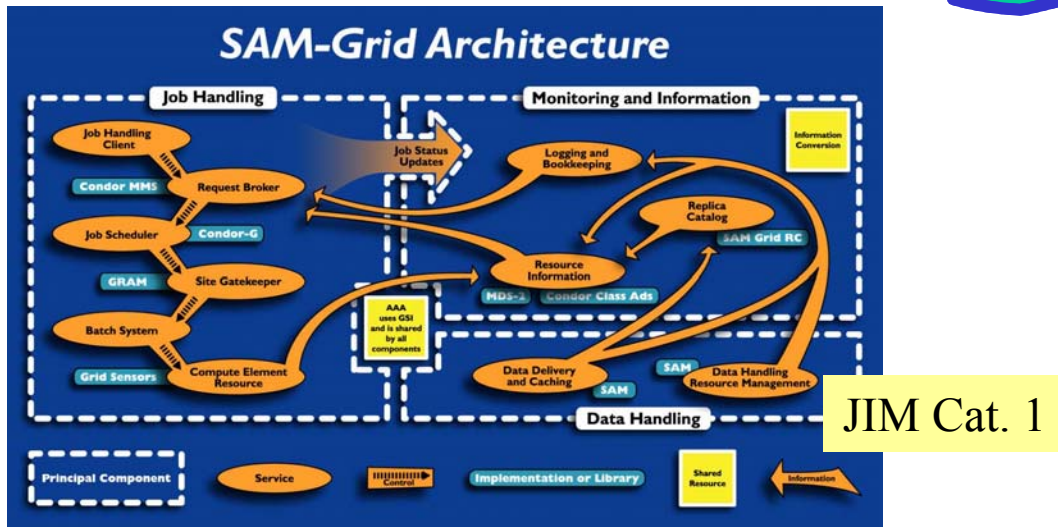 SAM-Grid Architecture
Job Handling
Monitoring and Information
Job Handling
Client
Condor MMS
Request Broker
Job Scheduler
Condor-G
GRAM
Site Gatekeeper
Batch System
Grid Sensors
Compute Element
Resource
Job Status
Updates
Logging and
Bookkeeping
Information
Conversion
Replica
Catalog
SAM Grid RC
Resource
Information
MDS-2
Condor Class Ads
AAA
uses GSI
and is shared
by all
components
Data Delivery
and Caching
SAM
SAM
Data Handling
Resource Management
Data Handling
JIM Cat. 1
Principal Component
Service
Control
Implementation or Library
Shared
Resource
Information